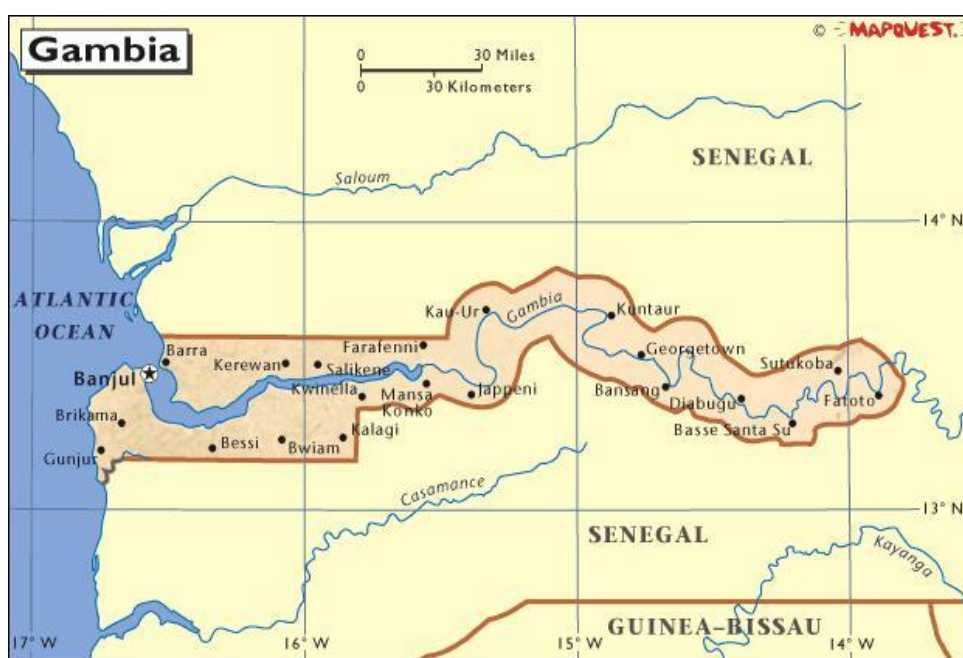 Gambia
© MAPQUEST.
0 30 Miles
0 30 Kilometers
SENEGAL
Saloum
14° N
ATLANTIC
OCEAN
Kau-Ur
Gambia
Kuntaur
Barra
Farafenni
Georgetown
Sutukoba
Banjul
Kerewan
Salikene
Kwinella
Mansa
Konko
Jappeni
Bansang
Diabugu
Fatoto
Brikama
Basse Santa Su
Gunjur
Bessi
Bwiam
Kalagi
Casamance
13° N
SENEGAL
Kayanga
GUINEA-BISSAU
17° W
16° W
15° W
14° W